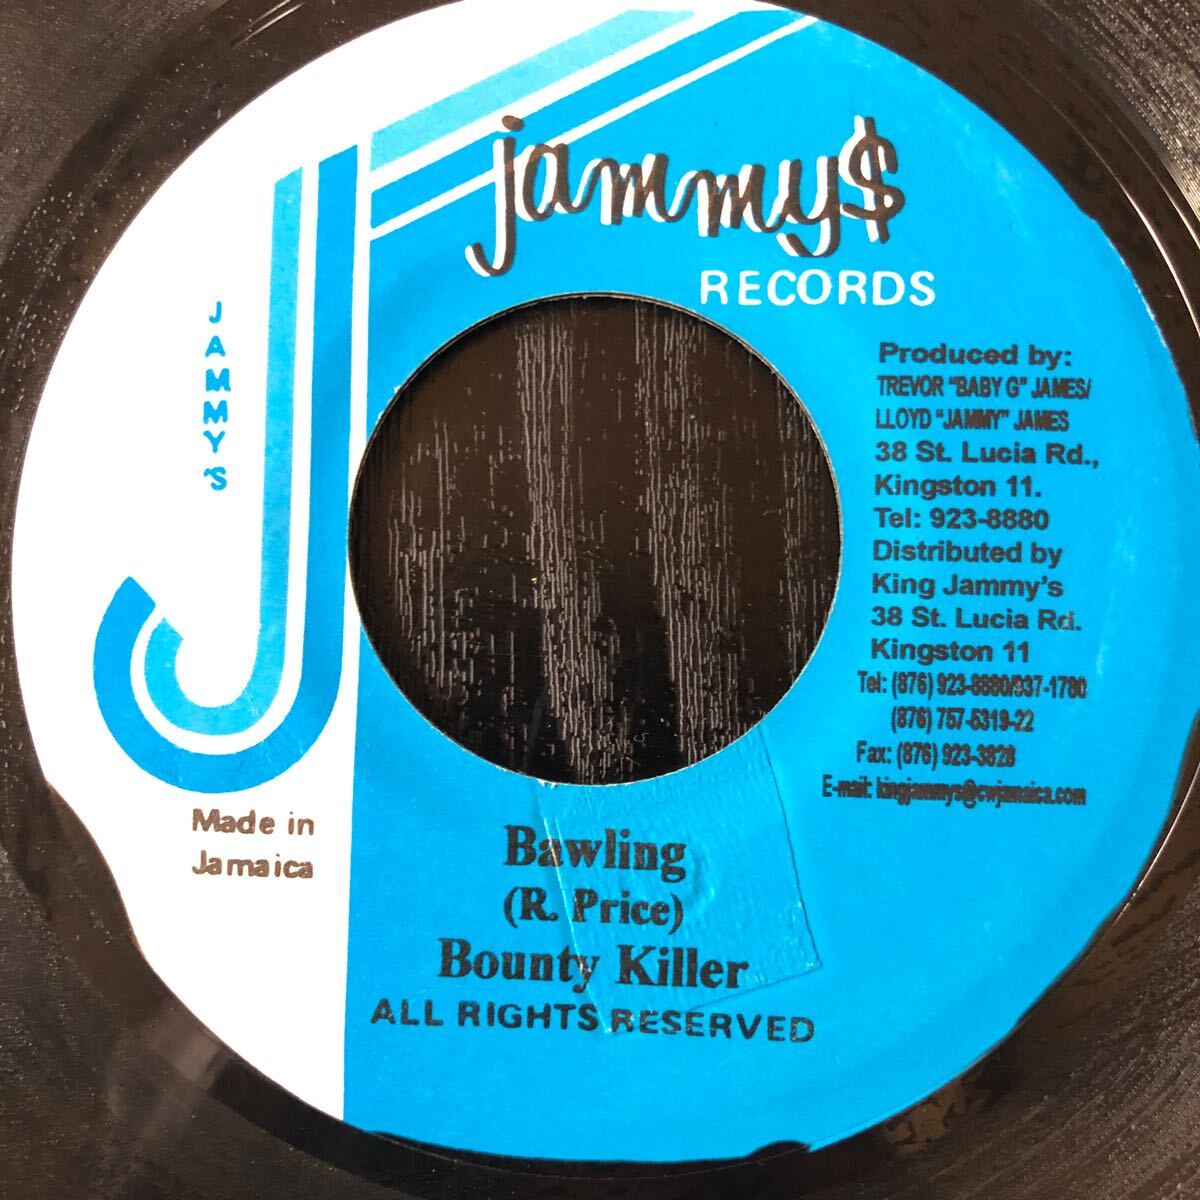 jammy$
RECORDS
JAMMY'S
Produced by:
TREVOR "BABY G" JAMES/
LLOYD "JAMMY" JAMES
38 St. Lucia Rd.,
Kingston 11.
Tel: 923-8880
Distributed by
King Jammy's
38 St. Lucia Rd.
Kingston 11
Tel: (876) 923-8880/937-1780
(876) 757-5319-22
Fax: (876) 923-3828
E-mail: kingjammys@cwjamaica.com
Made in
Jamaica
Bawling
(R. Price)
Bounty Killer
ALL RIGHTS RESERVED